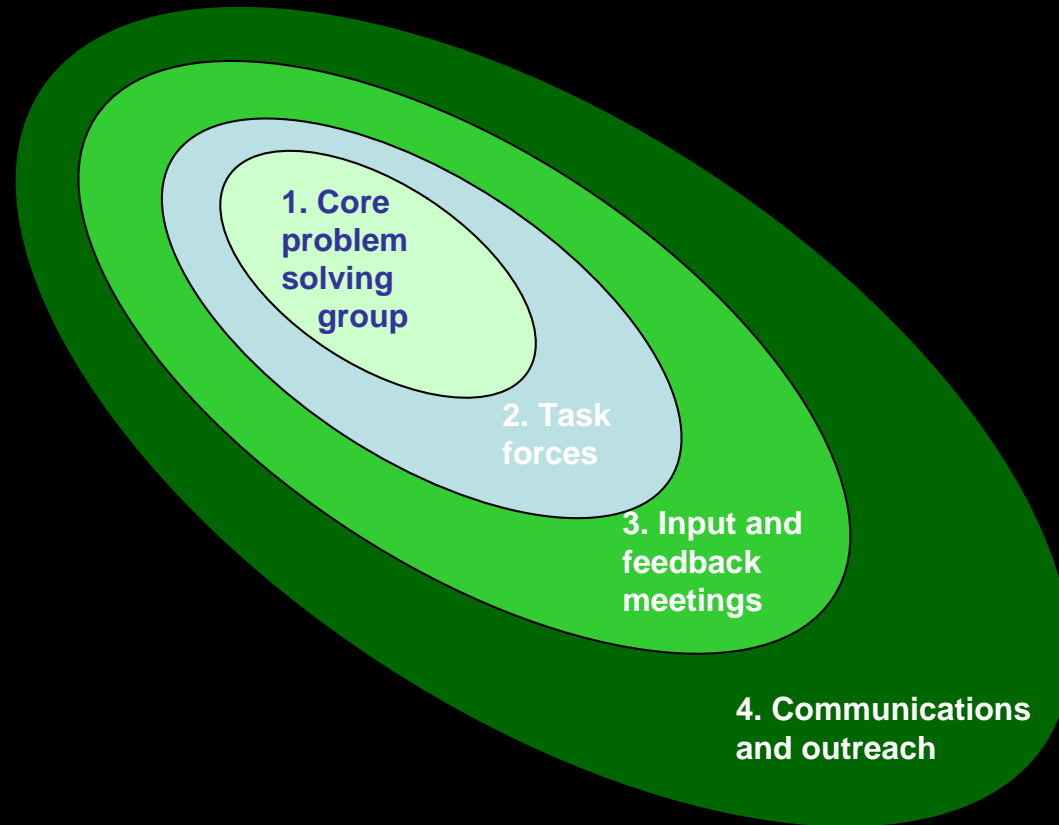 1. Core
problem
solving
group
2. Task
forces
3. Input and
feedback
meetings
4. Communications
and outreach